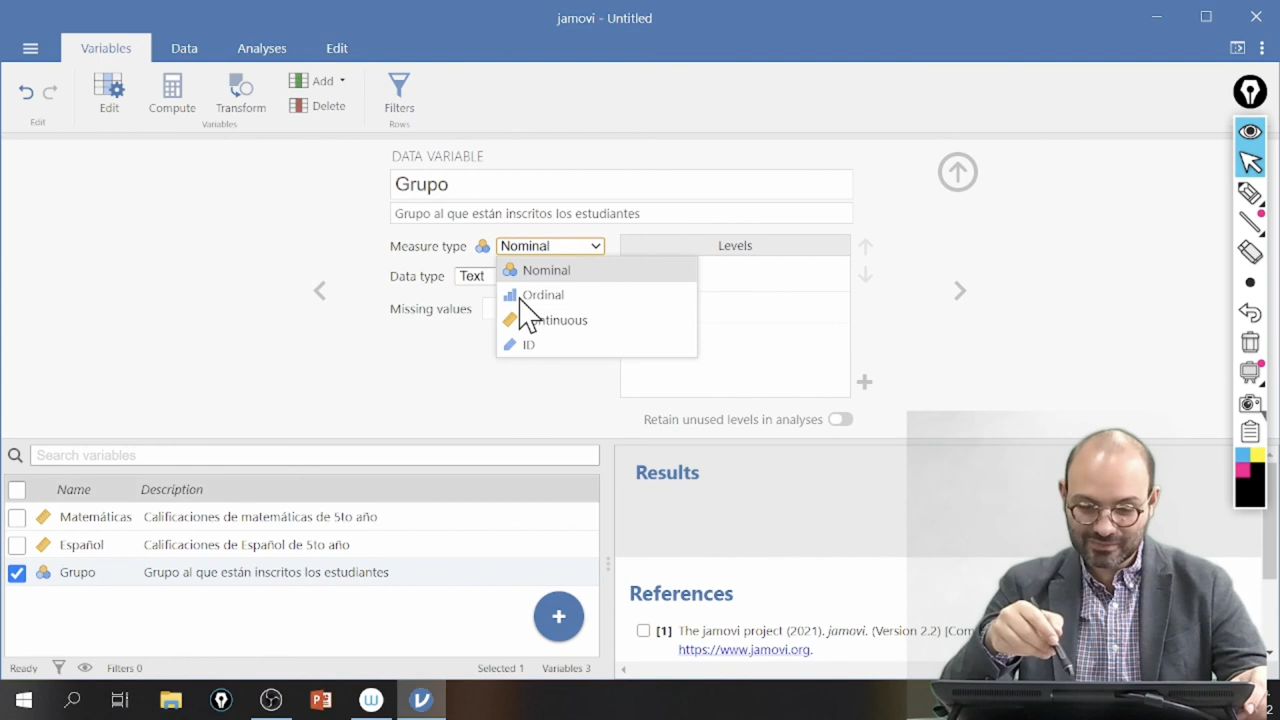 jamovi - Untitled
Variables Data Analyses Edit
Edit Compute Transform Add Delete Filters
Edit Variables Rows
DATA VARIABLE
Grupo
Grupo al que están inscritos los estudiantes
Measure type Nominal Levels
Nominal
Data type Text
Ordinal
Missing values
ID
Retain unused levels in analyses
Search variables
Name Description
Matemáticas Calificaciones de matemáticas de 5to año
Español Calificaciones de Español de 5to año
Grupo Grupo al que están inscritos los estudiantes
Ready Filters 0 Selected 1 Variables 3
Results
References
[1] The jamovi project (2021). jamovi. (Version 2.2)
https://www.jamovi.org.